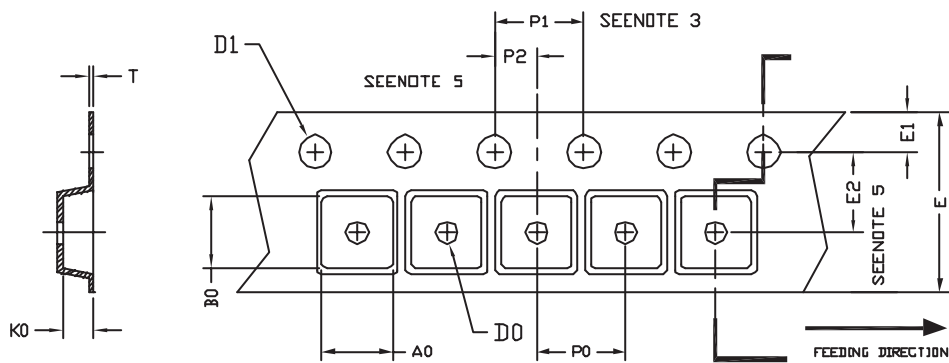 P1
SEENOTE 3
D1
P2
T
SEENOTE 5
E1
E2
E
SEENOTE 5
B0
K0
A0
D0
P0
FEEDING DIRECTION